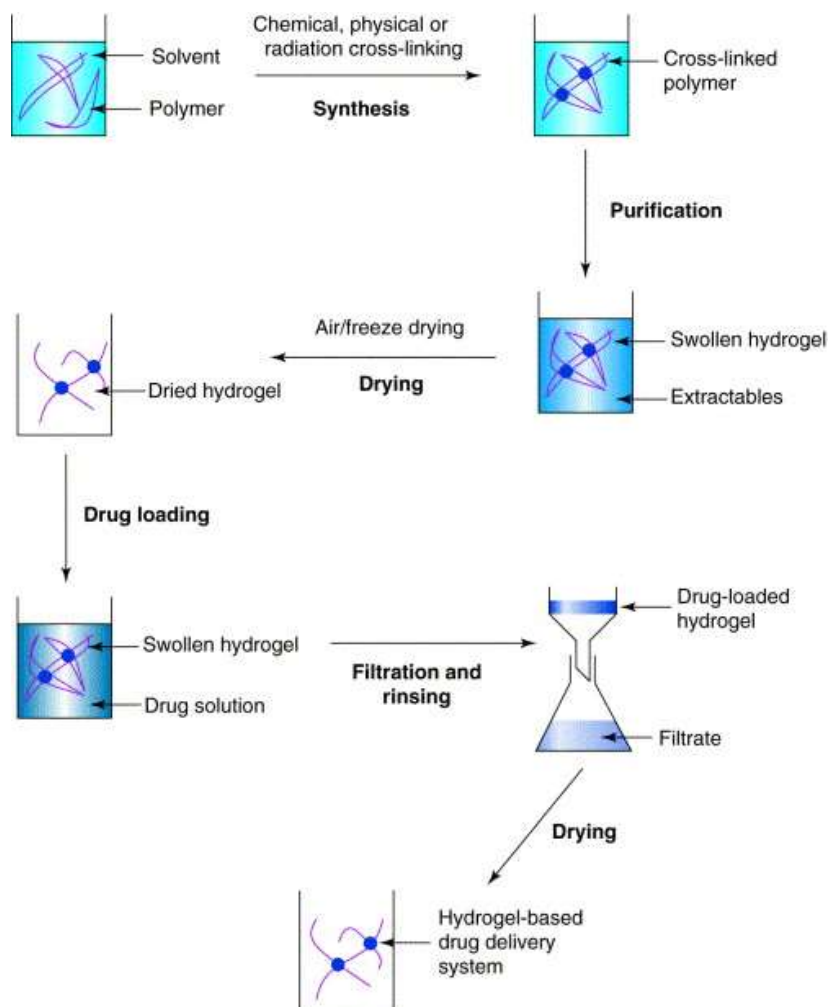 Solvent
Polymer
Chemical, physical or
radiation cross-linking
Synthesis
Cross-linked
polymer
Purification
Swollen hydrogel
Extractables
Air/freeze drying
Drying
Dried hydrogel
Drug loading
Swollen hydrogel
Drug solution
Filtration and
rinsing
Drug-loaded
hydrogel
Filtrate
Drying
Hydrogel-based
drug delivery
system